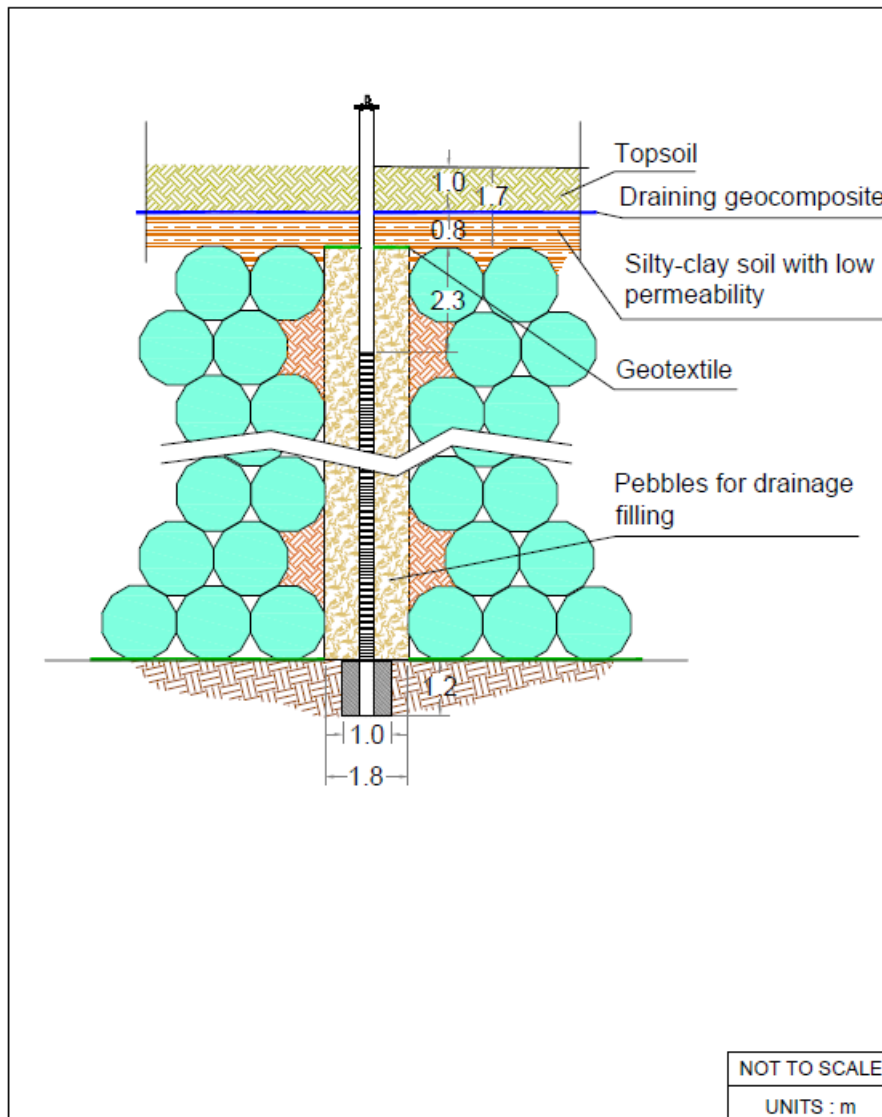 Topsoil
1.0
1.7
Draining geocomposite
0.8
Silty-clay soil with low
permeability
2.3
Geotextile
Pebbles for drainage
filling
1.2
1.0
1.8
NOT TO SCALE
UNITS : m